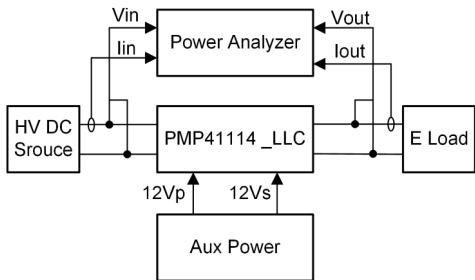 Vin
Vout
Power Analyzer
Iin
Iout
HV DC
Srouce
PMP41114 _LLC
E Load
12Vp
12Vs
Aux Power